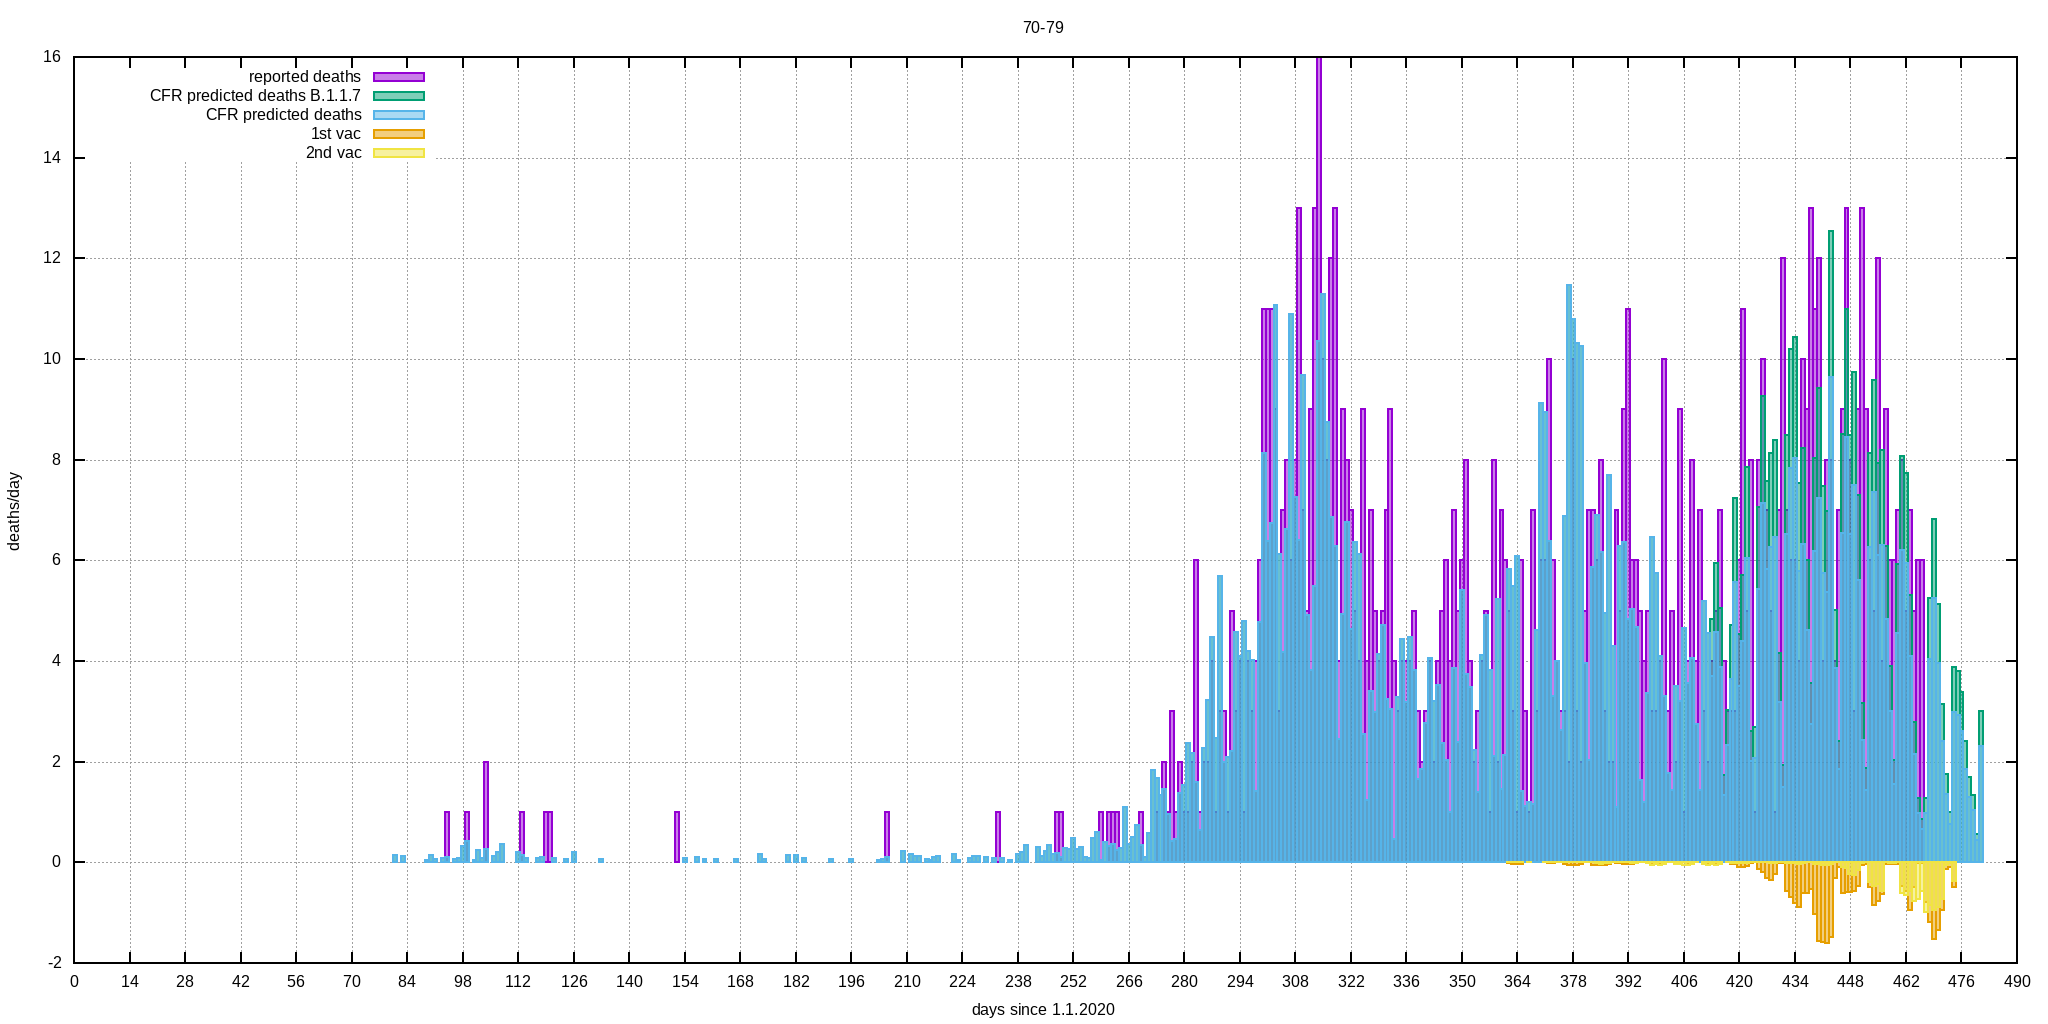 70-79
reported deaths
CFR predicted deaths B.1.1.7
CFR predicted deaths
1st vac
2nd vac
16
14
12
10
8
6
4
2
0
-2
deaths/day
0 14 28 42 56 70 84 98 112 126 140 154 168 182 196 210 224 238 252 266 280 294 308 322 336 350 364 378 392 406 420 434 448 462 476 490
days since 1.1.2020